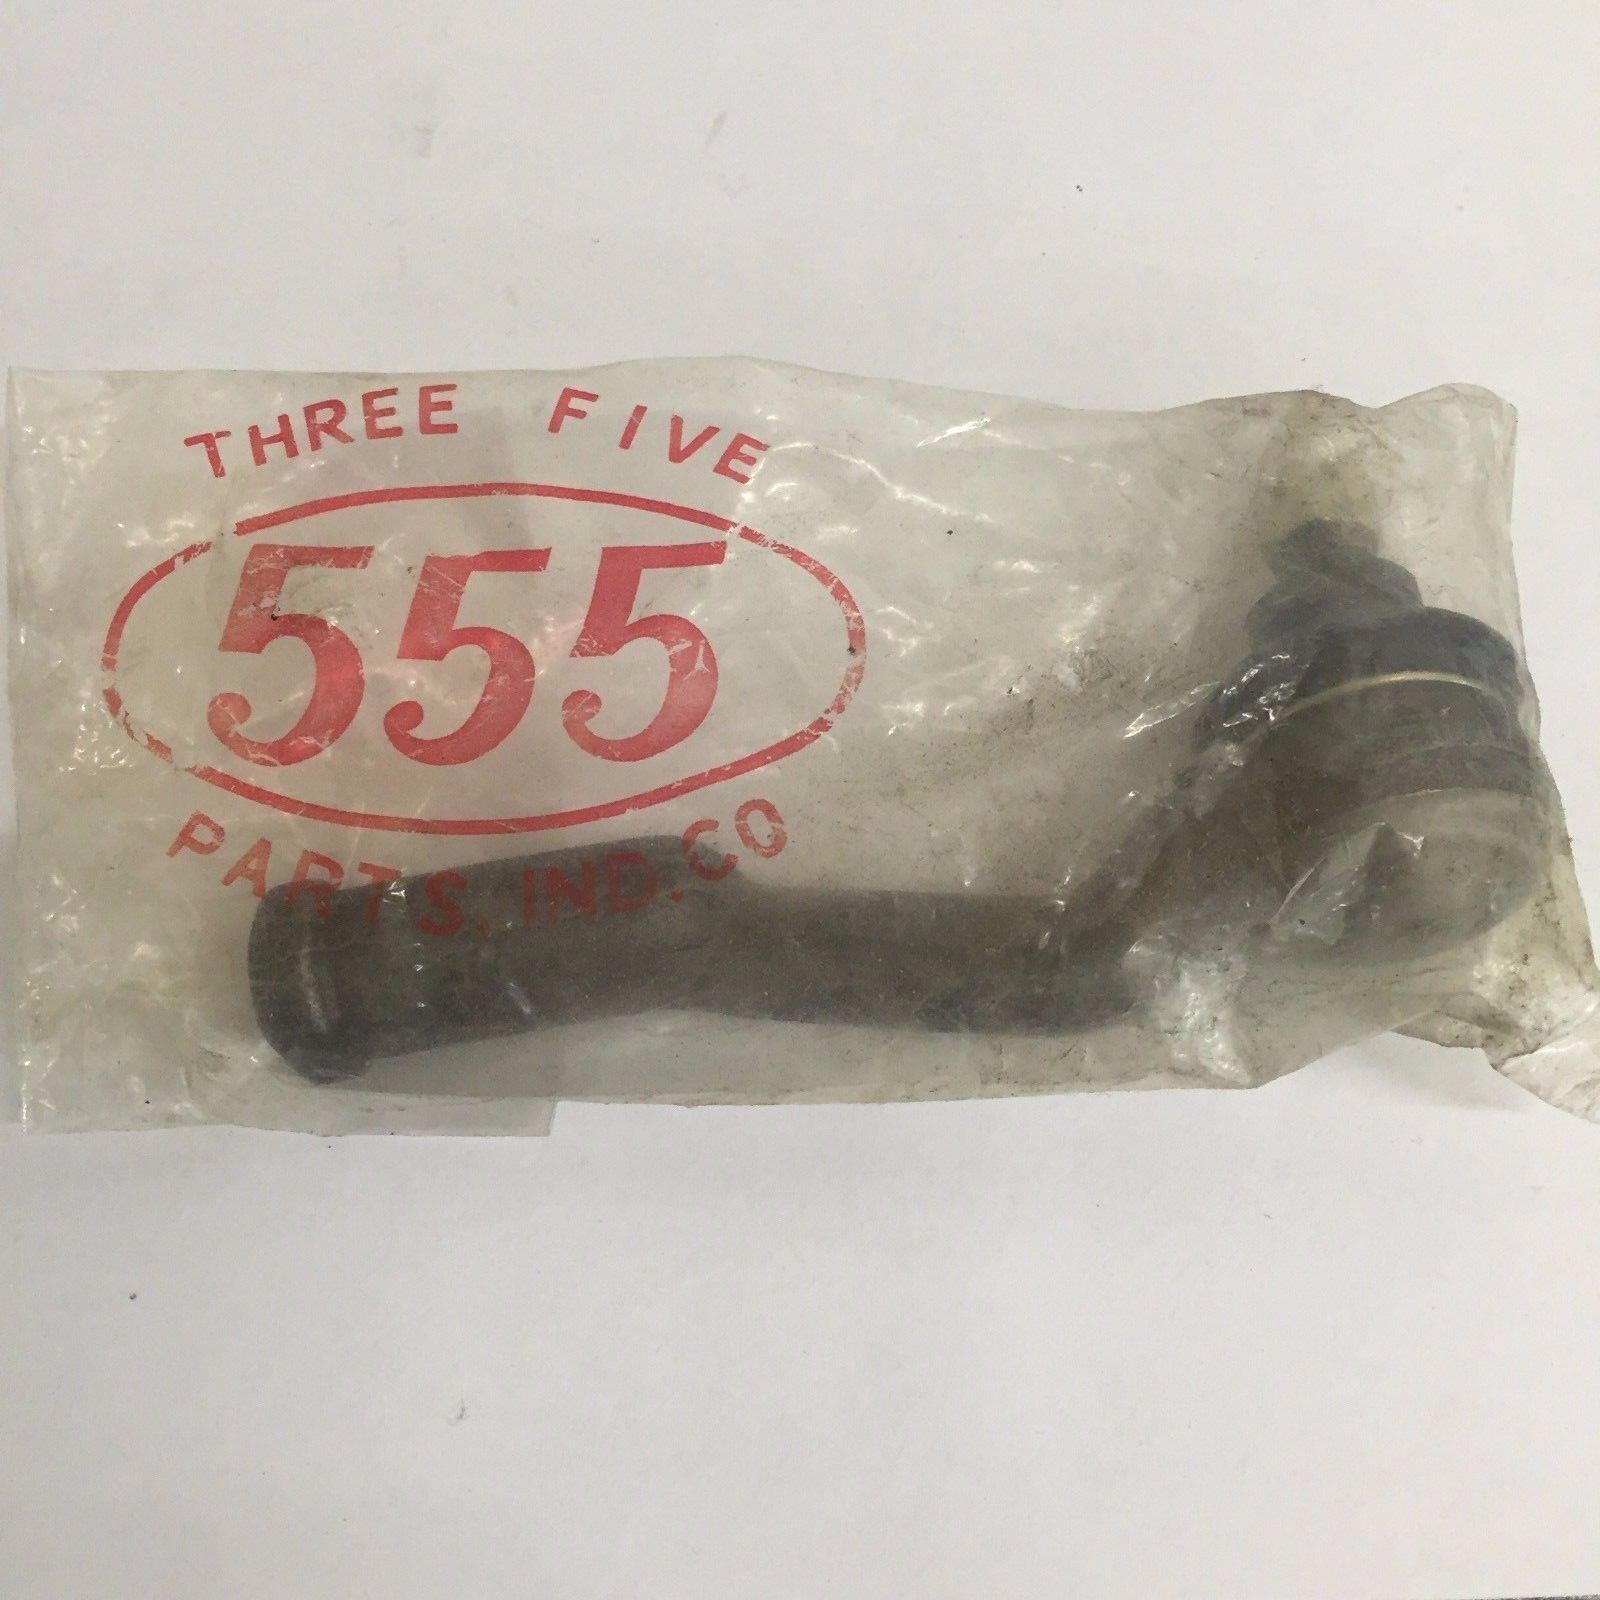 THREE FIVE
555
PARTS. IND. CO